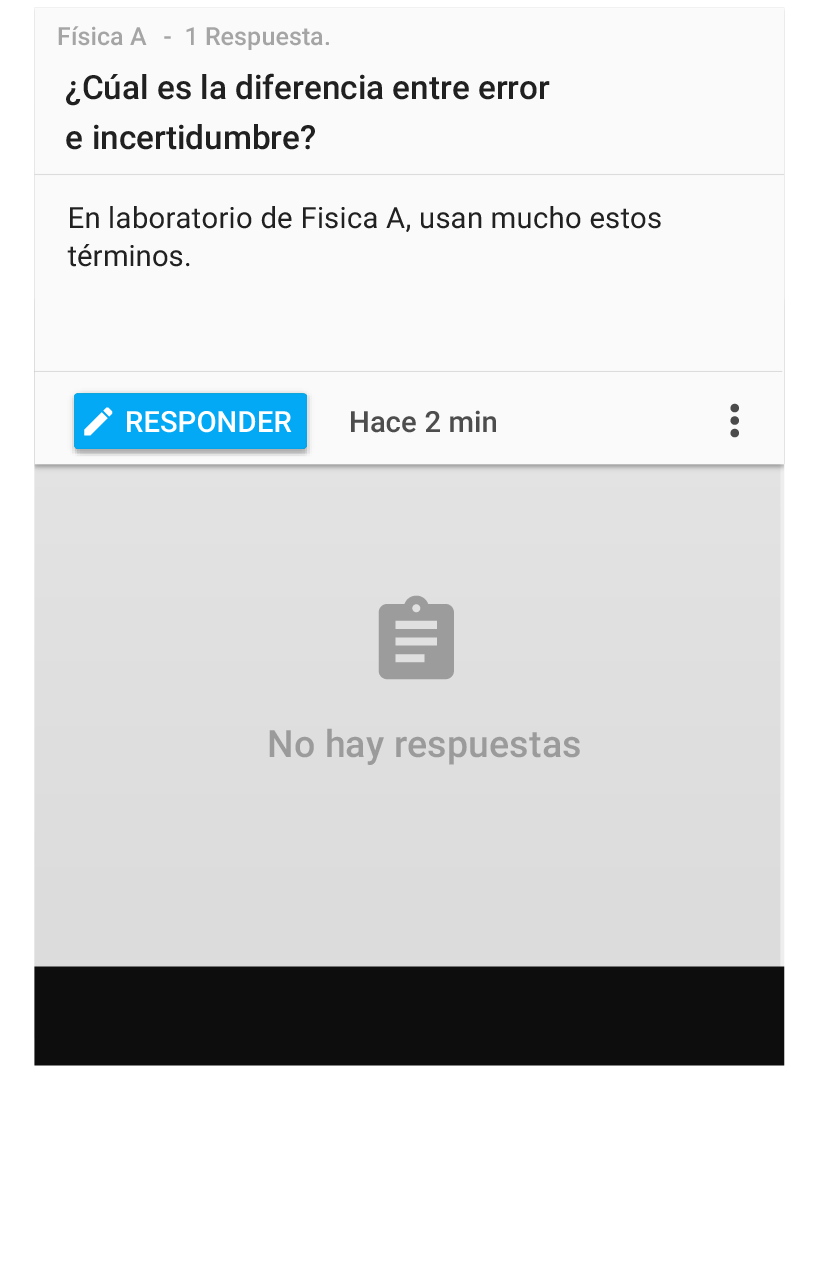 Física A - 1 Respuesta.
¿Cúal es la diferencia entre error
e incertidumbre?
En laboratorio de Fisica A, usan mucho estos
términos.
RESPONDER Hace 2 min
No hay respuestas